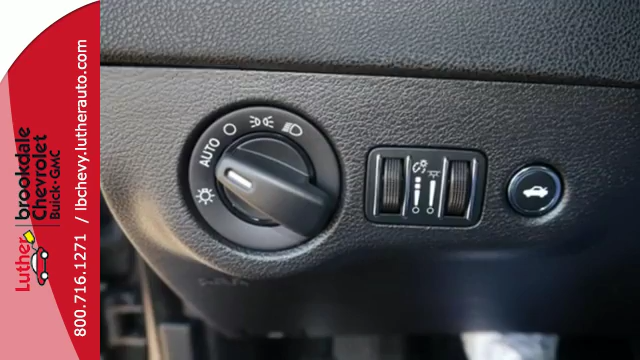 AUTO
Luther brookdale
Chevrolet
Buick•GMC
800.716.1271 / lbchevy.lutherauto.com